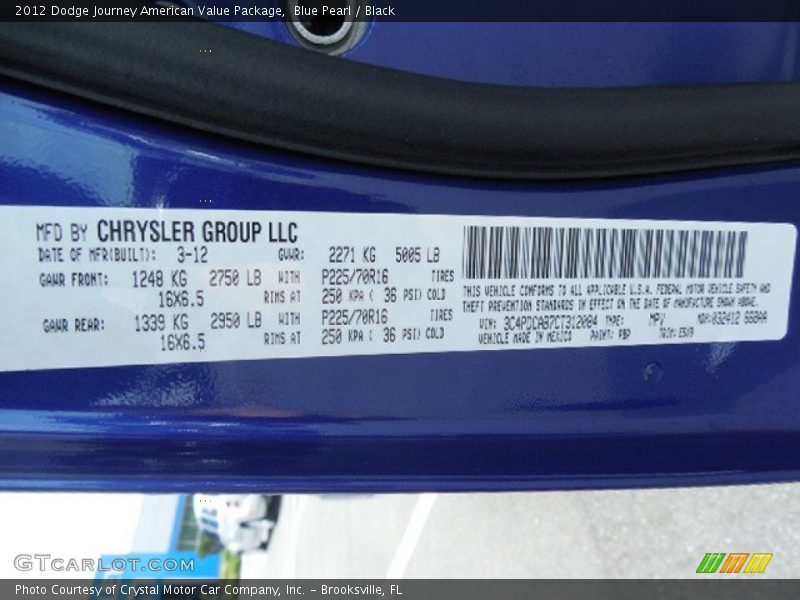 2012 Dodge Journey American Value Package, Blue Pearl / Black
MFD BY CHRYSLER GROUP LLC
DATE OF MFR(BUILT): 3-12 GVWR: 2271 KG 5005 LB
GAWR FRONT: 1248 KG 2750 LB WITH P225/70R16 TIRES
16X6.5 RIMS AT 250 KPA ( 36 PSI) COLD
GAWR REAR: 1339 KG 2950 LB WITH P225/70R16 TIRES
16X6.5 RIMS AT 250 KPA ( 36 PSI) COLD
THIS VEHICLE CONFORMS TO ALL APPLICABLE U.S.A. FEDERAL MOTOR VEHICLE SAFETY AND
THEFT PREVENTION STANDARDS IN EFFECT ON THE DATE OF MANUFACTURE SHOWN ABOVE.
VIN: 3C4PDCAB7CT312084 TYPE: MPV MDH:032412
VEHICLE MADE IN MEXICO PAINT: PBP TRIM:
GTCARLOT.COM
Photo Courtesy of Crystal Motor Car Company, Inc. – Brooksville, FL